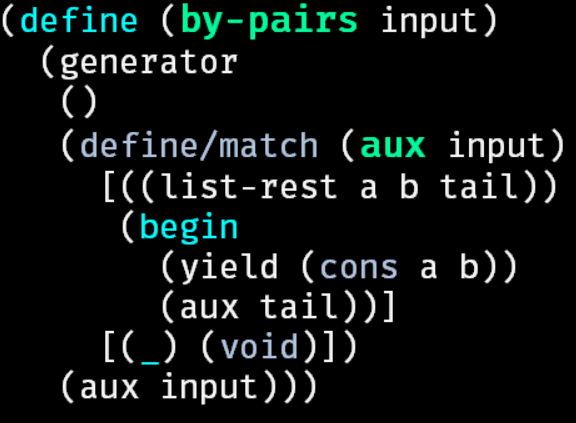 (define (by-pairs input)
  (generator
   ()
   (define/match (aux input)
     [((list-rest a b tail))
      (begin
        (yield (cons a b))
        (aux tail))]
     [(_) (void)])
   (aux input)))